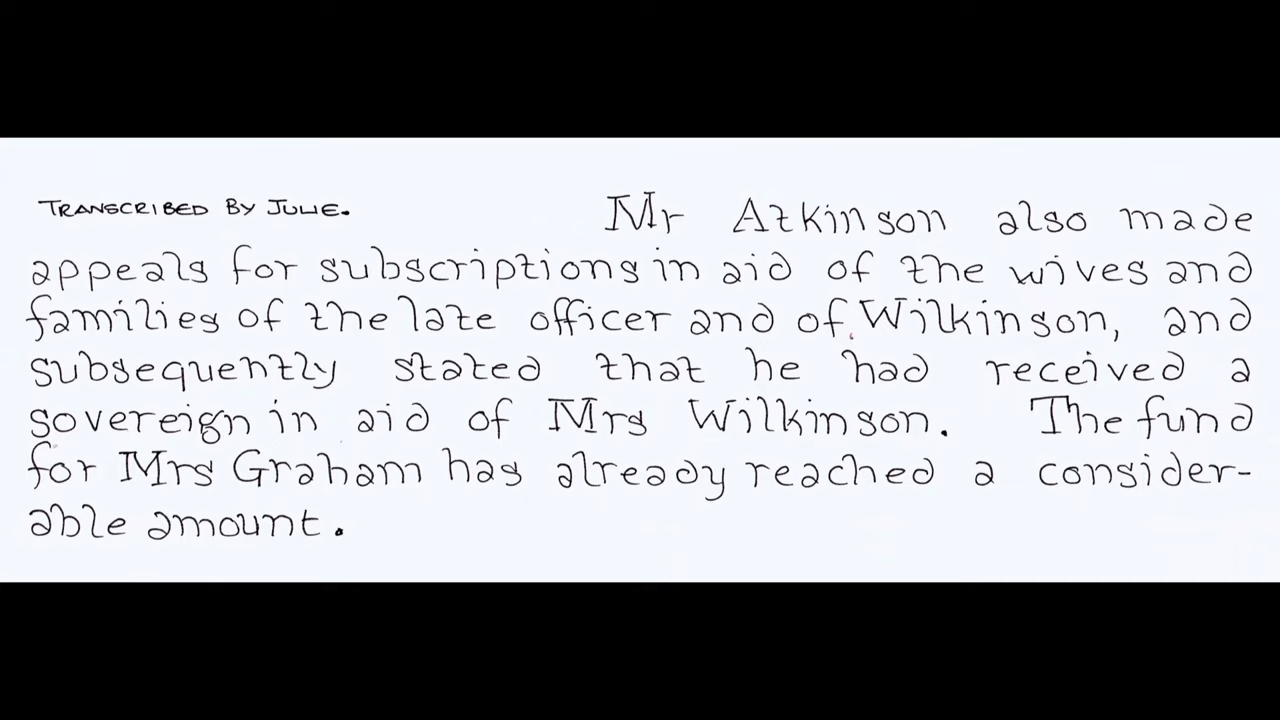 TRANSCRIBED BY JULIE. Mr Atkinson also made
appeals for subscriptions in aid of the wives and
families of the late officer and of Wilkinson, and
subsequently stated that he had received a
sovereign in aid of Mrs Wilkinson. The fund
for Mrs Graham has already reached a consider-
able amount.